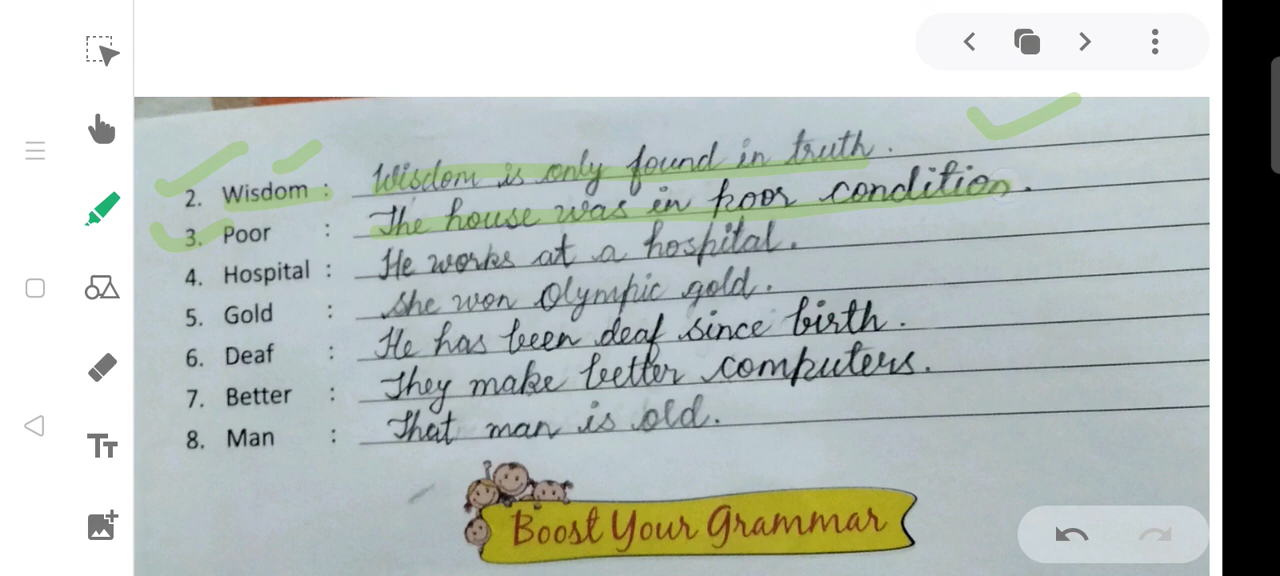 2. Wisdom : Wisdom is only found in truth.
3. Poor : The house was in poor condition.
4. Hospital : He works at a hospital.
5. Gold : She won Olympic gold.
6. Deaf : He has been deaf since birth.
7. Better : They make better computers.
8. Man : That man is old.
Boost Your Grammar
TT